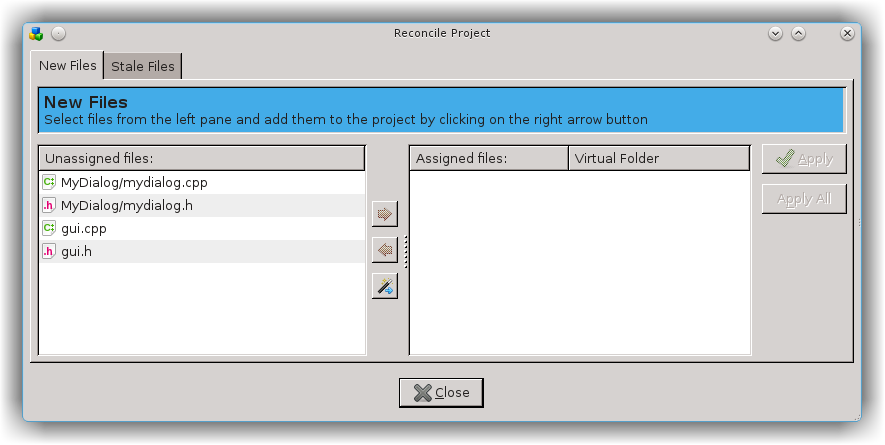 Reconcile Project
New Files
Stale Files
New Files
Select files from the left pane and add them to the project by clicking on the right arrow button
Unassigned files:
MyDialog/mydialog.cpp
MyDialog/mydialog.h
gui.cpp
gui.h
Assigned files:
Virtual Folder
Apply
Apply All
Close